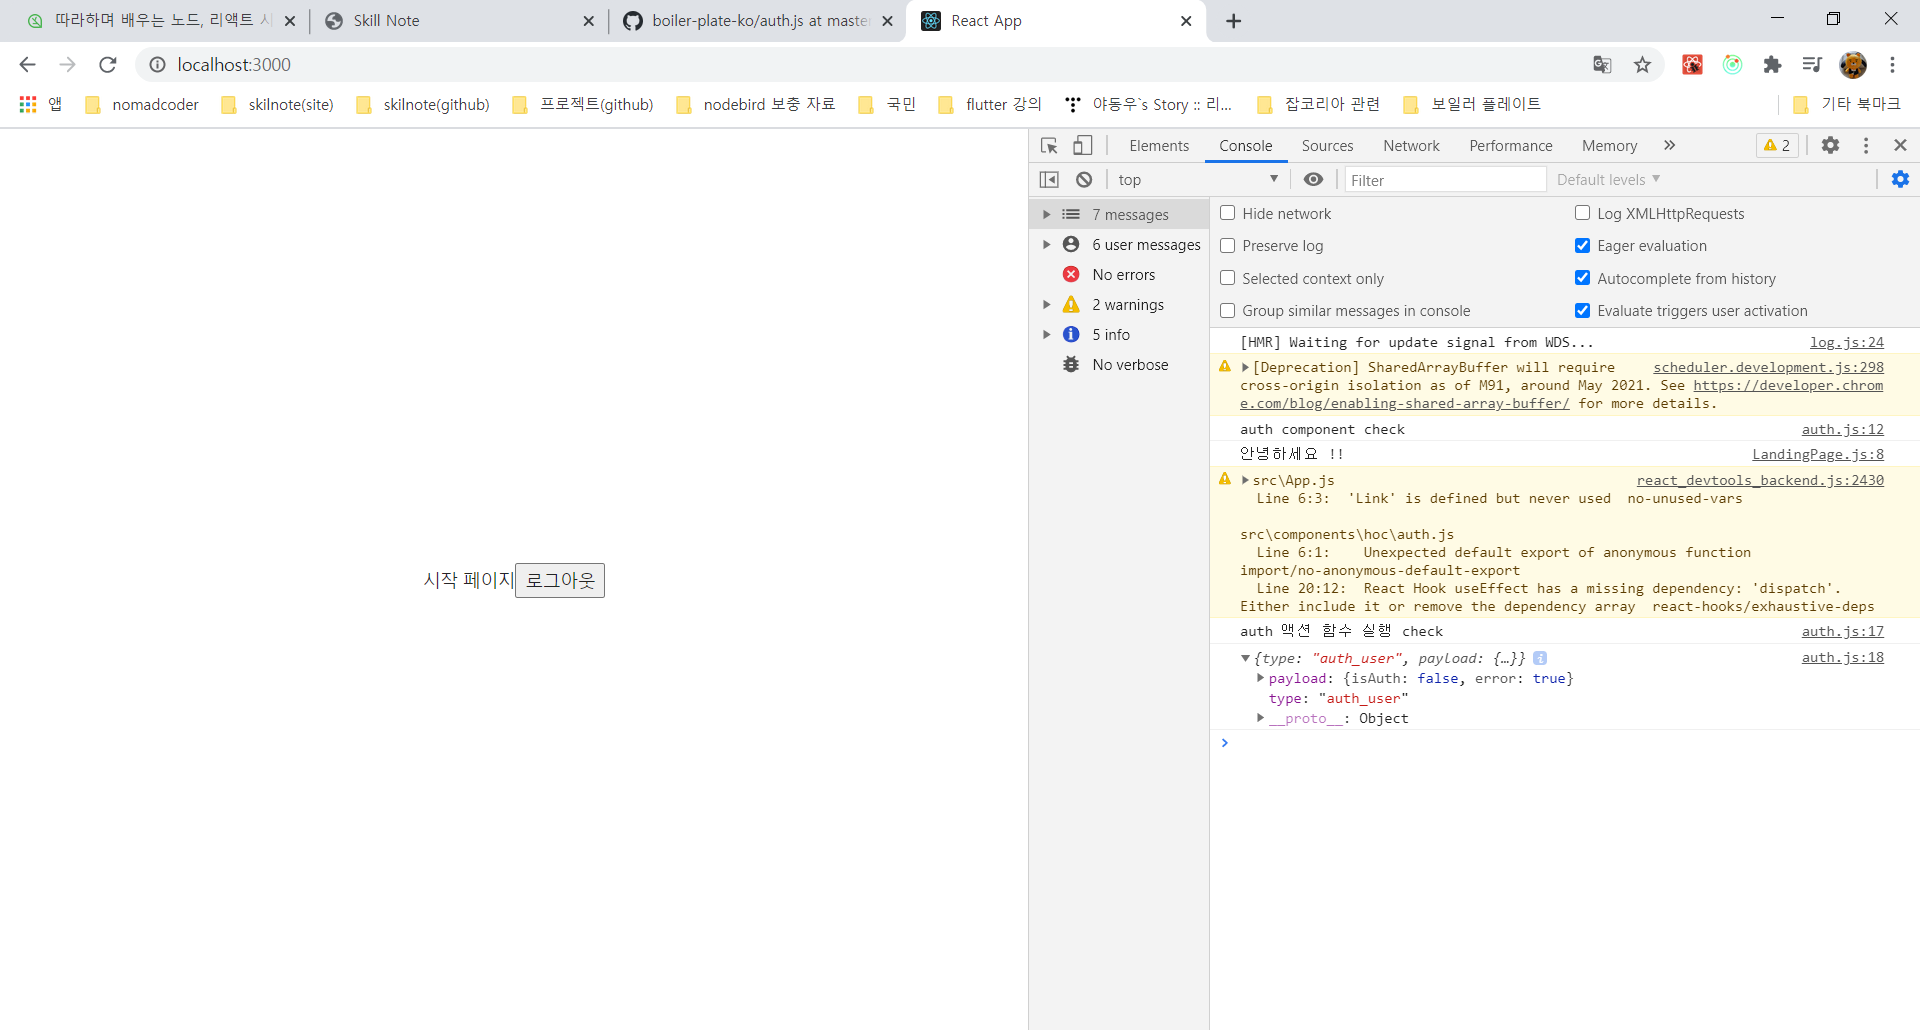 따라하며 배우는 노드, 리액트 시
Skill Note
boiler-plate-ko/auth.js at master
React App
localhost:3000
앱
nomadcoder
skilnote(site)
skilnote(github)
프로젝트(github)
nodebird 보충 자료
국민
flutter 강의
야동우`s Story :: 리...
잡코리아 관련
보일러 플레이트
기타 북마크
Elements
Console
Sources
Network
Performance
Memory
2
top
Filter
Default levels
7 messages
6 user messages
No errors
2 warnings
5 info
No verbose
Hide network
Log XMLHttpRequests
Preserve log
Eager evaluation
Selected context only
Autocomplete from history
Group similar messages in console
Evaluate triggers user activation
[HMR] Waiting for update signal from WDS...
log.js:24
[Deprecation] SharedArrayBuffer will require
scheduler.development.js:298
cross-origin isolation as of M91, around May 2021. See https://developer.chrom
e.com/blog/enabling-shared-array-buffer/ for more details.
auth component check
auth.js:12
안녕하세요 !!
LandingPage.js:8
src\App.js
react_devtools_backend.js:2430
Line 6:3:  'Link' is defined but never used  no-unused-vars
src\components\hoc\auth.js
Line 6:1:    Unexpected default export of anonymous function
import/no-anonymous-default-export
Line 20:12:  React Hook useEffect has a missing dependency: 'dispatch'.
Either include it or remove the dependency array  react-hooks/exhaustive-deps
auth 액션 함수 실행 check
auth.js:17
{type: "auth_user", payload: {…}}
auth.js:18
payload: {isAuth: false, error: true}
type: "auth_user"
__proto__: Object
시작 페이지
로그아웃